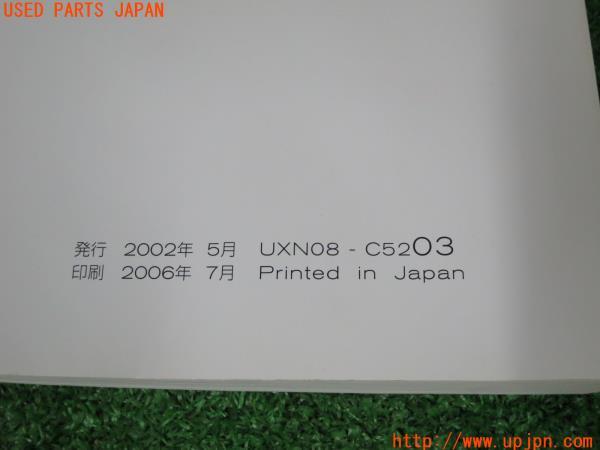 USED PARTS JAPAN
発行 2002年 5月 UXN08 - C5203
印刷 2006年 7月 Printed in Japan
UPJ
http://www.upjpn.com/